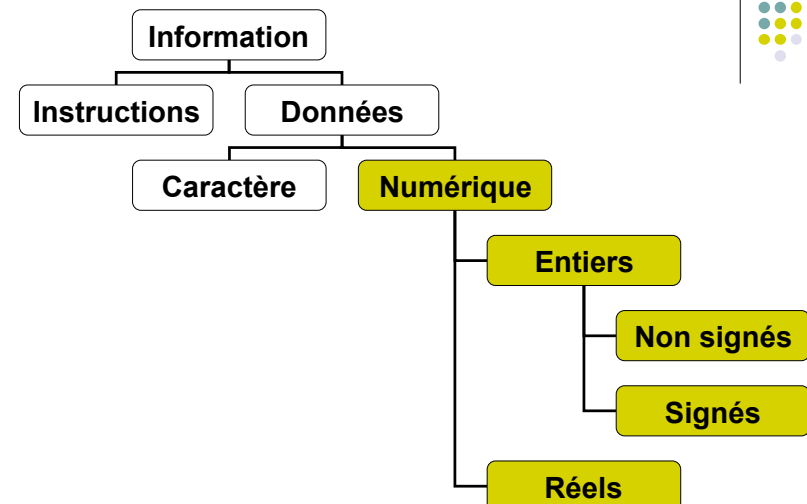 Information
Instructions Données
Caractère Numérique
Entiers
Non signés
Signés
Réels